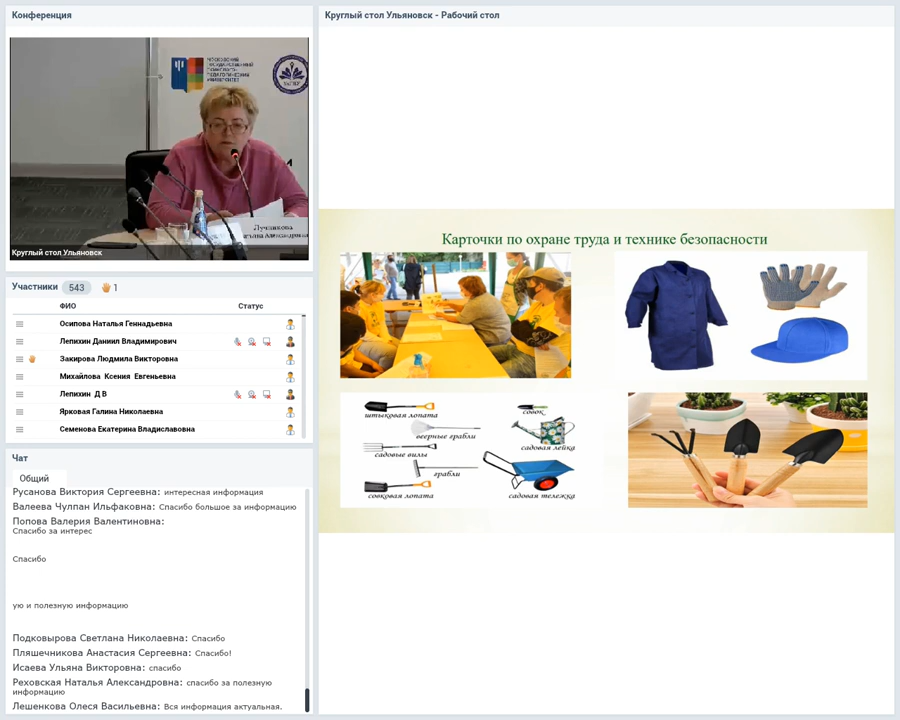 Конференция
МОСКОВСКИЙ
ГОСУДАРСТВЕННЫЙ
ПСИХОЛОГО-
ПЕДАГОГИЧЕСКИЙ
УНИВЕРСИТЕТ
Круглый стол Ульяновск
Участники 543 1
ФИО Статус
Осипова Наталья Геннадьевна
Лепихин Даниил Владимирович
Закирова Людмила Викторовна
Михайлова Ксения Евгеньевна
Лепихин Д В
Ярковая Галина Николаевна
Семенова Екатерина Владиславовна
Чат
Общий
Русанова Виктория Сергеевна: интересная информация
Валеева Чулпан Ильфаковна: Спасибо большое за информацию
Попова Валерия Валентиновна:
Спасибо за интерес
Спасибо
ую и полезную информацию
Подковырова Светлана Николаевна: Спасибо
Пляшечникова Анастасия Сергеевна: Спасибо!
Исаева Ульяна Викторовна: спасибо
Реховская Наталья Александровна: спасибо за полезную
информацию
Лешенкова Олеся Васильевна: Вся информация актуальная.
Круглый стол Ульяновск - Рабочий стол
Карточки по охране труда и технике безопасности
штыковая лопата
веерные грабли
садовые вилы
грабли
совковая лопата
совок
садовая лейка
садовая тележка